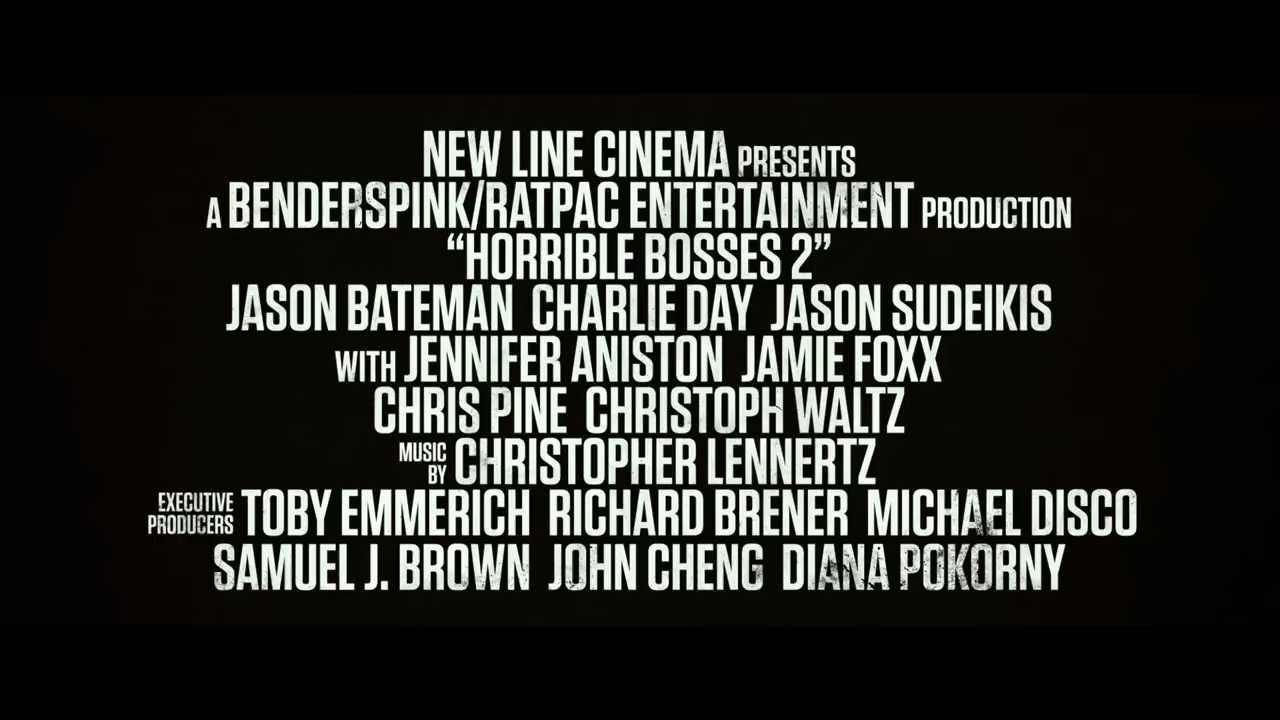 NEW LINE CINEMA PRESENTS
A BENDERSPINK/RATPAC ENTERTAINMENT PRODUCTION
“HORRIBLE BOSSES 2”
JASON BATEMAN CHARLIE DAY JASON SUDEIKIS
WITH JENNIFER ANISTON JAMIE FOXX
CHRIS PINE CHRISTOPH WALTZ
MUSIC BY CHRISTOPHER LENNERTZ
EXECUTIVE PRODUCERS TOBY EMMERICH RICHARD BRENER MICHAEL DISCO
SAMUEL J. BROWN JOHN CHENG DIANA POKORNY